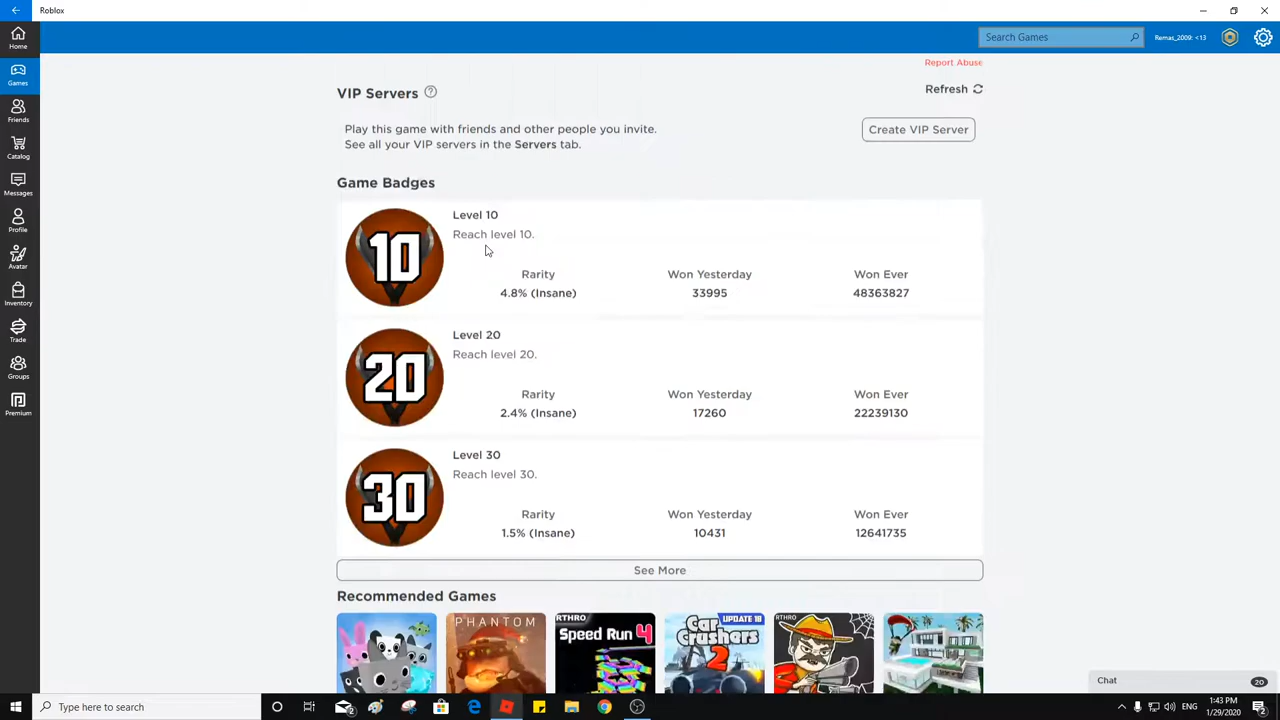 Roblox
Home
Search Games
Remas_2009: <13
Games
Report Abuse
VIP Servers ?
Refresh
Friends
Play this game with friends and other people you invite.
Create VIP Server
See all your VIP servers in the Servers tab.
Catalog
Messages
Game Badges
Profile
10
Level 10
Reach level 10.
Avatar
Rarity
Won Yesterday
Won Ever
4.8% (Insane)
33995
48363827
Inventory
Trade
20
Level 20
Reach level 20.
Groups
Rarity
Won Yesterday
Won Ever
2.4% (Insane)
17260
22239130
Premium
30
Level 30
Reach level 30.
Rarity
Won Yesterday
Won Ever
1.5% (Insane)
10431
12641735
See More
Recommended Games
PHANTOM
RTHRO
Speed Run 4
UPDATE 18
Car Crushers 2
RTHRO
Chat
20
Type here to search
2
1:43 PM
1/29/2020
2